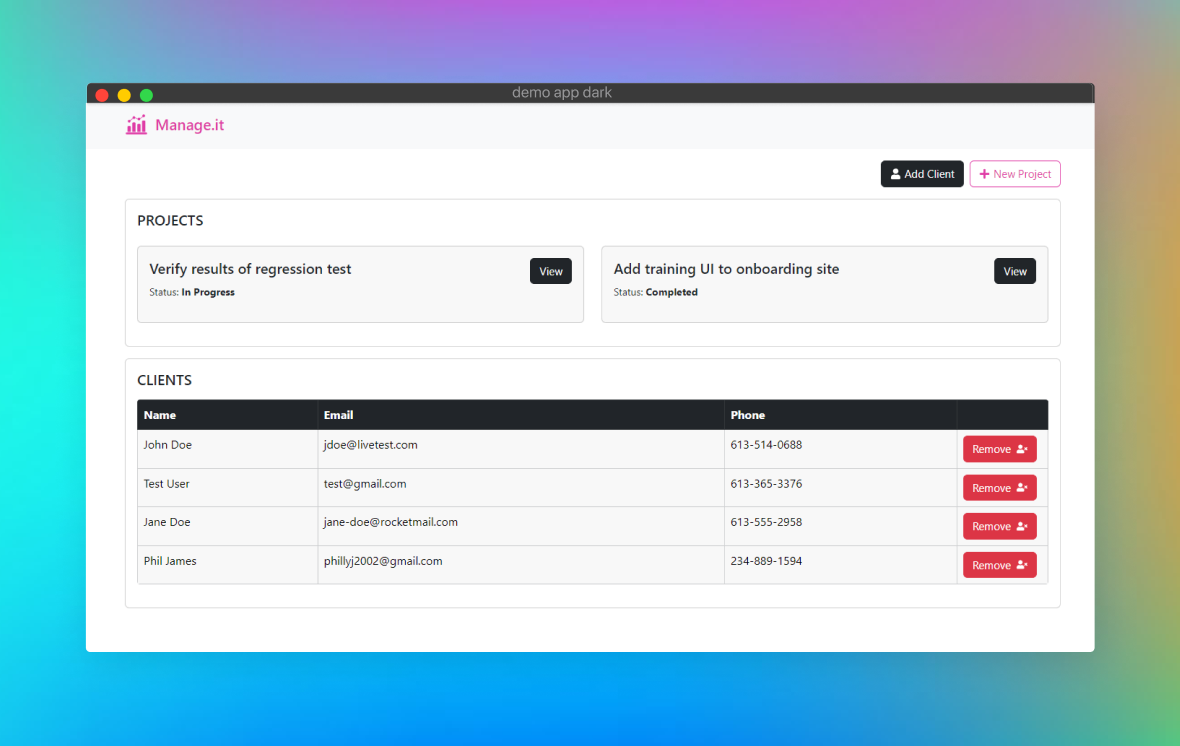 demo app dark
Manage.it
Add Client New Project
PROJECTS
Verify results of regression test View
Status: In Progress
Add training UI to onboarding site View
Status: Completed
CLIENTS
Name Email Phone
John Doe jdoe@livetest.com 613-514-0688 Remove
Test User test@gmail.com 613-365-3376 Remove
Jane Doe jane-doe@rocketmail.com 613-555-2958 Remove
Phil James phillyj2002@gmail.com 234-889-1594 Remove